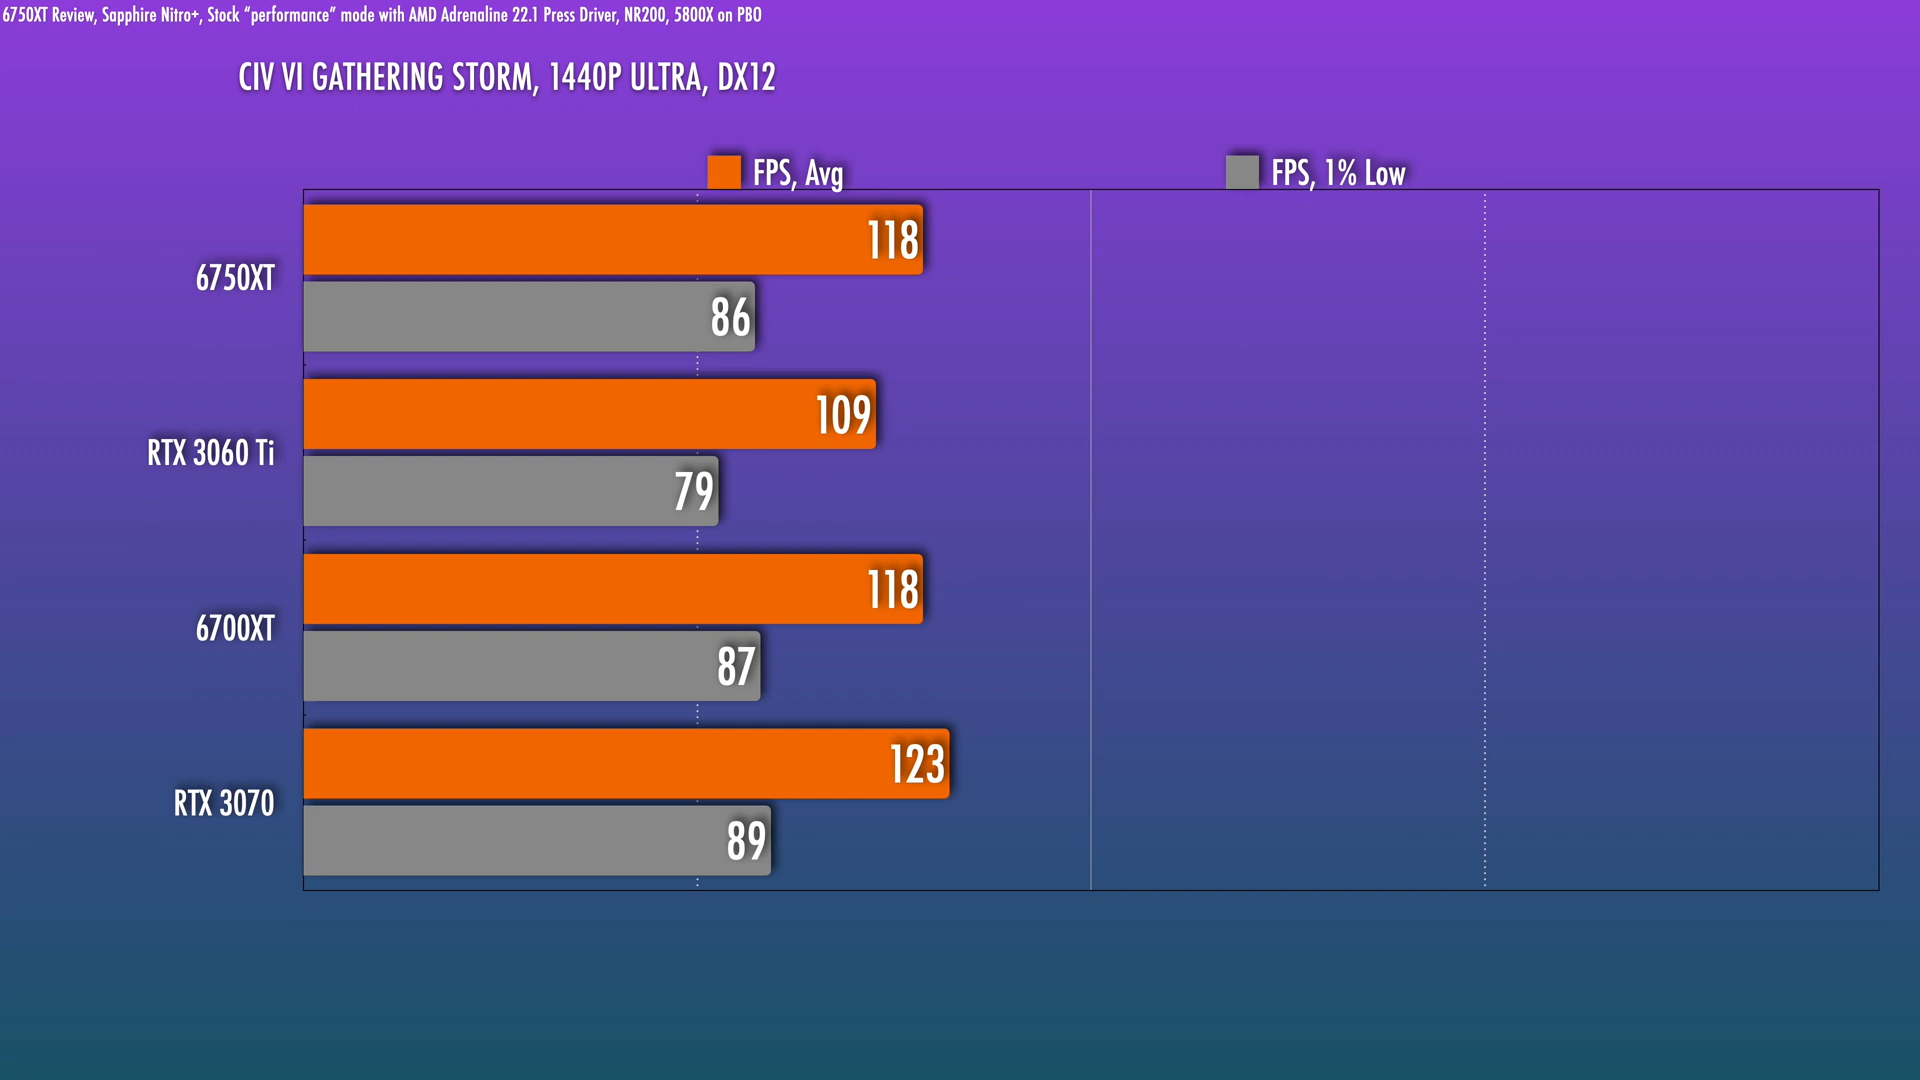 6750XT Review, Sapphire Nitro+, Stock “performance” mode with AMD Adrenaline 22.1 Press Driver, NR200, 5800X on PBO
CIV VI GATHERING STORM, 1440P ULTRA, DX12
FPS, Avg
FPS, 1% Low
6750XT
118
86
RTX 3060 Ti
109
79
6700XT
118
87
RTX 3070
123
89